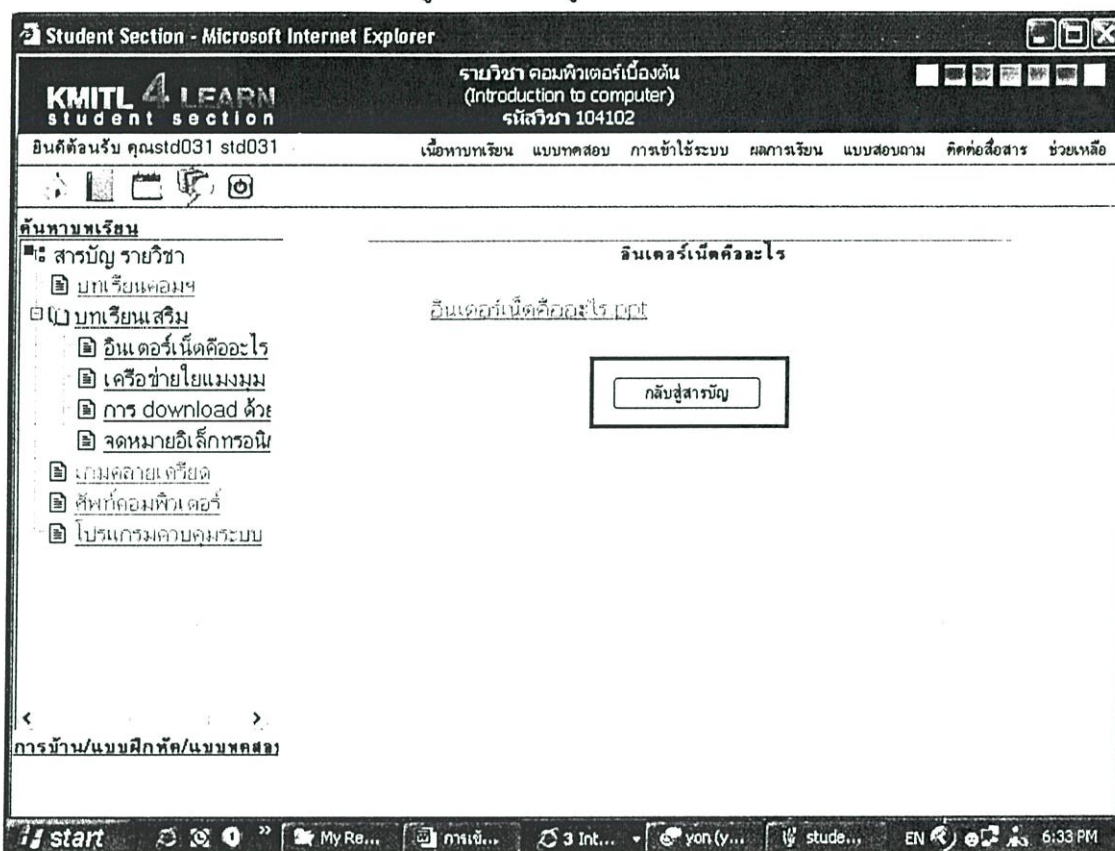 Student Section - Microsoft Internet Explorer
KMITL 4 LEARN
student section
รายวิชา คอมพิวเตอร์เบื้องต้น
(Introduction to computer)
รหัสวิชา 104102
ยินดีต้อนรับ คุณstd031 std031
เนื้อหาบทเรียน แบบทดสอบ การเข้าใช้ระบบ ผลการเรียน แบบสอบถาม ติดต่อสื่อสาร ช่วยเหลือ
ค้นหาบทเรียน
สารบัญ รายวิชา
บทเรียนคอมฯ
บทเรียนเสริม
อินเตอร์เน็ตคืออะไร
เครือข่ายใยแมงมุม
การ download ด้วย
จดหมายอิเล็กทรอนิก
เกมคลายเครียด
ศัพท์คอมพิวเตอร์
โปรแกรมควบคุมระบบ
การบ้าน/แบบฝึกหัด/แบบทดสอบ
อินเตอร์เน็ตคืออะไร
อินเตอร์เน็ตคืออะไร.ppt
กลับสู่สารบัญ
start My Re... การเข้... 3 Int... yon (y... stude... EN 6:33 PM